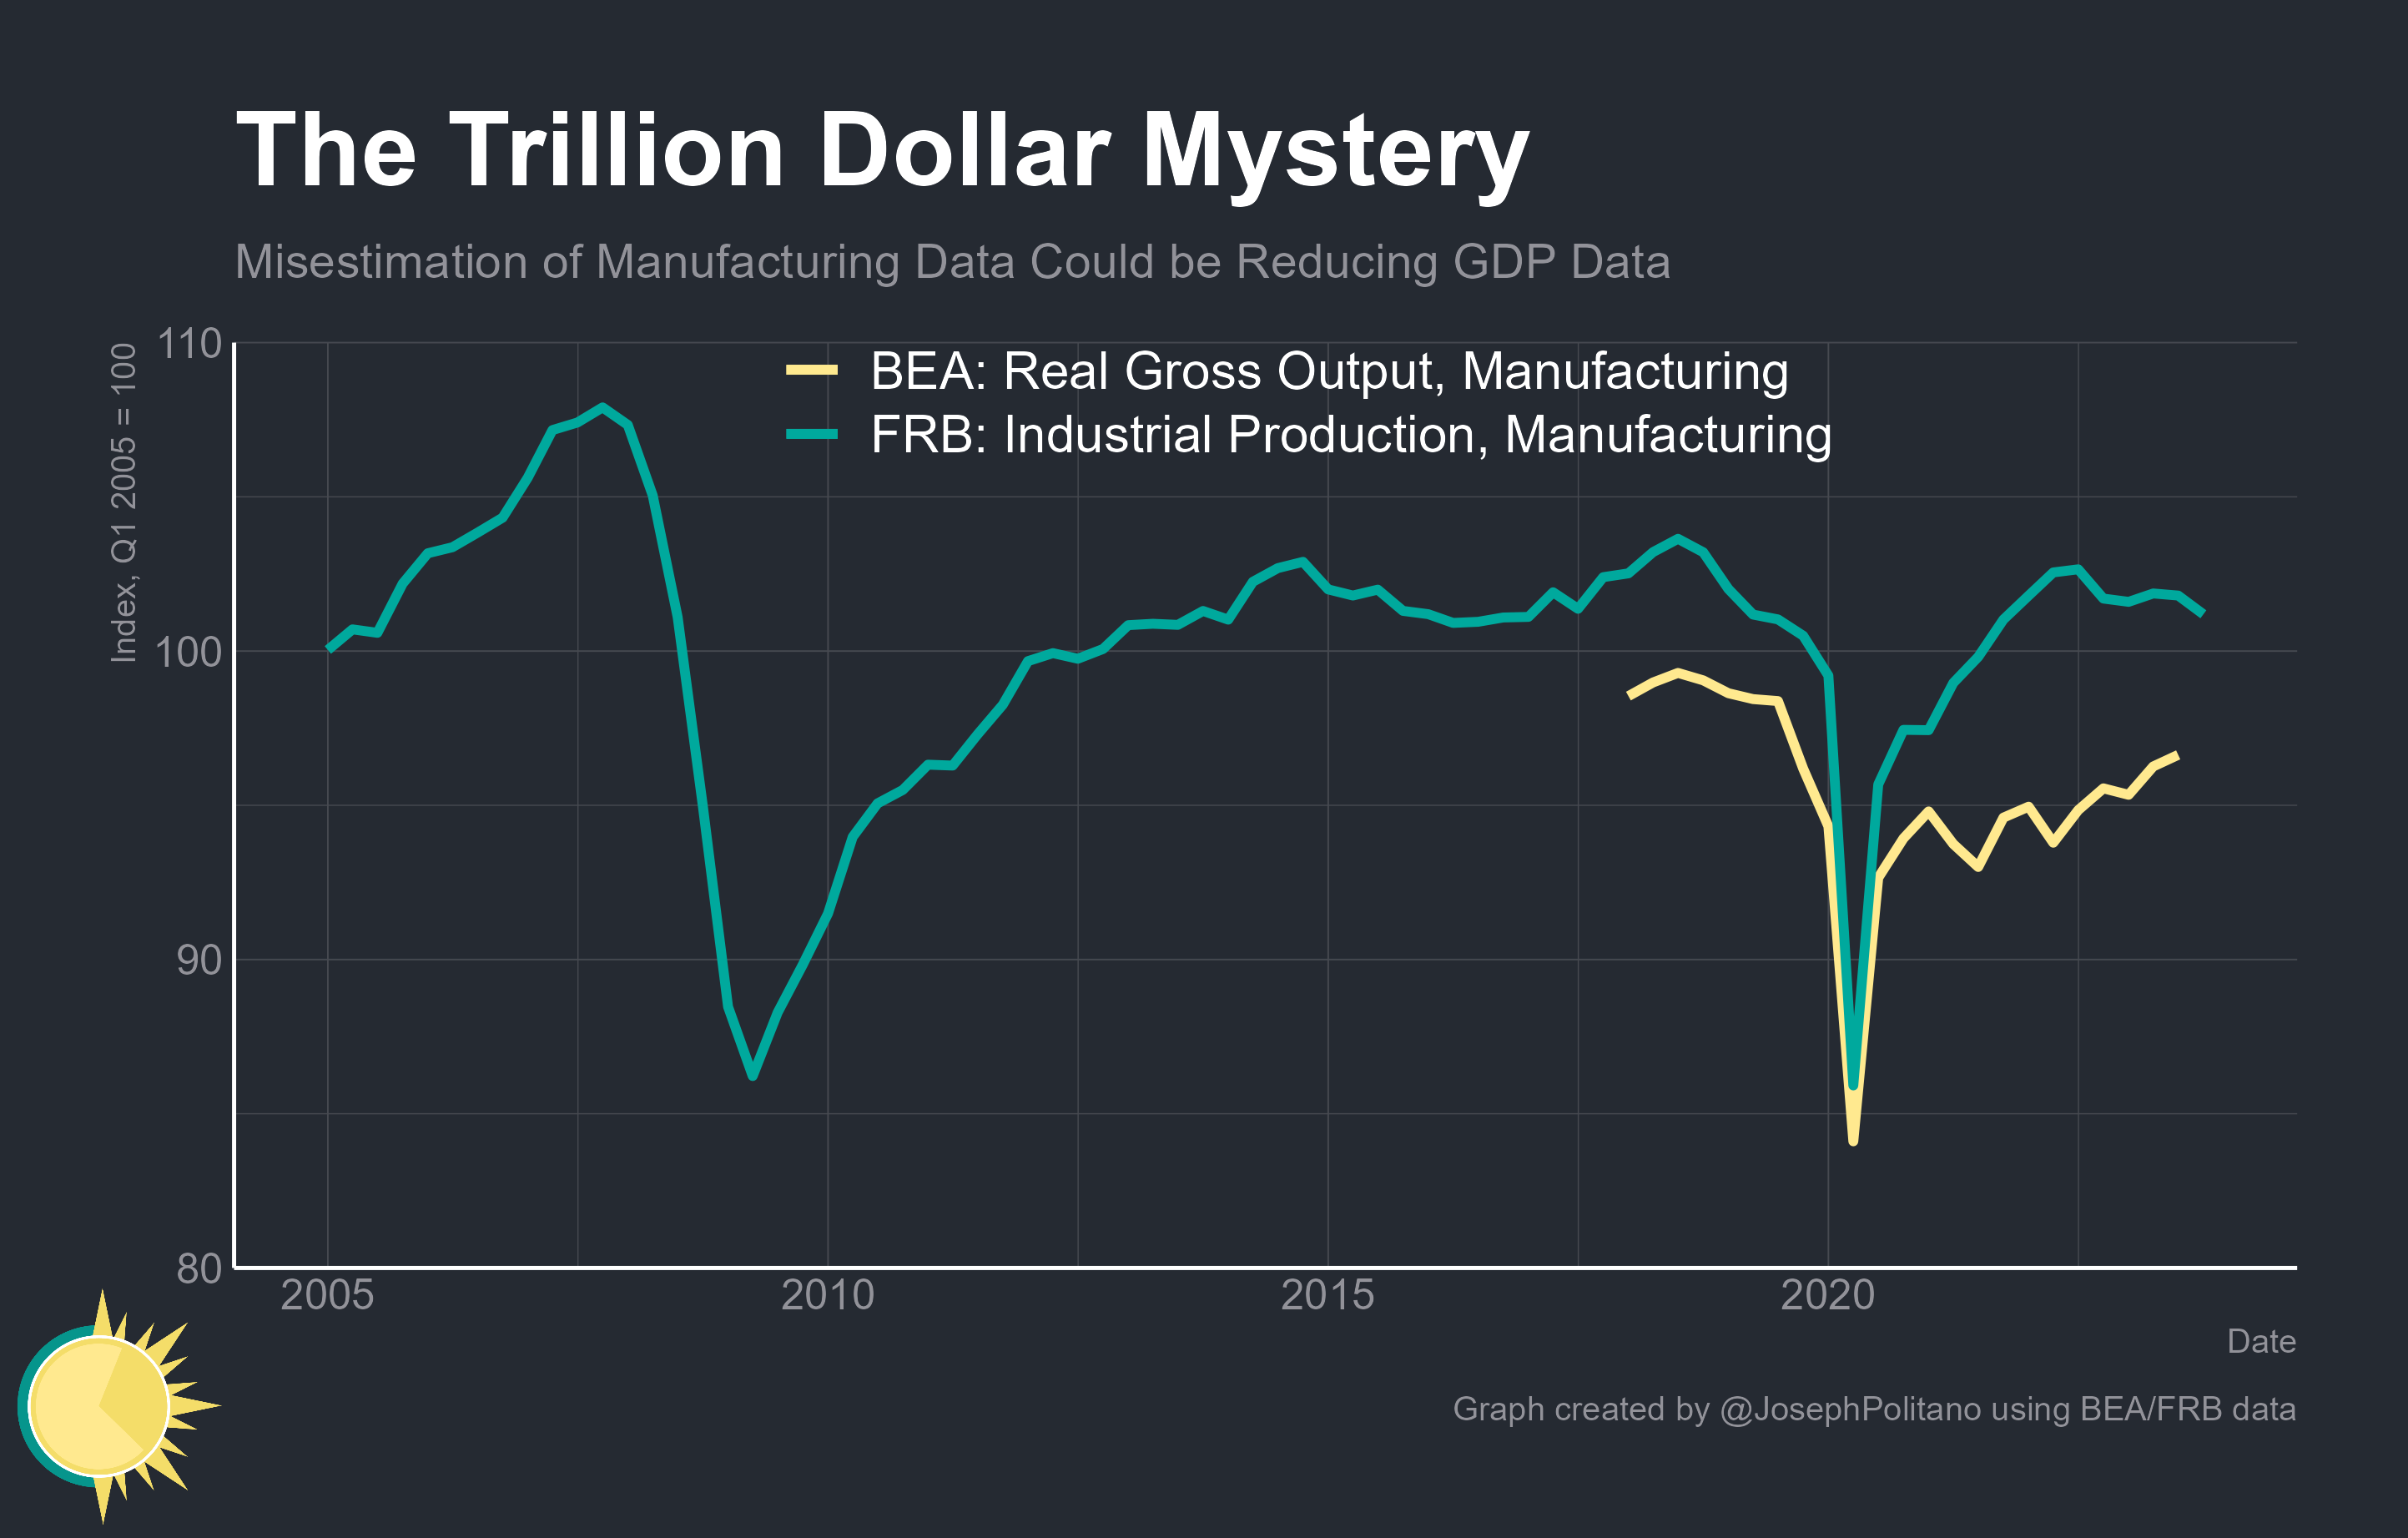 The Trillion Dollar Mystery
Misestimation of Manufacturing Data Could be Reducing GDP Data
Index, Q1 2005 = 100
110
100
90
80
BEA: Real Gross Output, Manufacturing
FRB: Industrial Production, Manufacturing
2005
2010
2015
2020
Date
Graph created by @JosephPolitano using BEA/FRB data